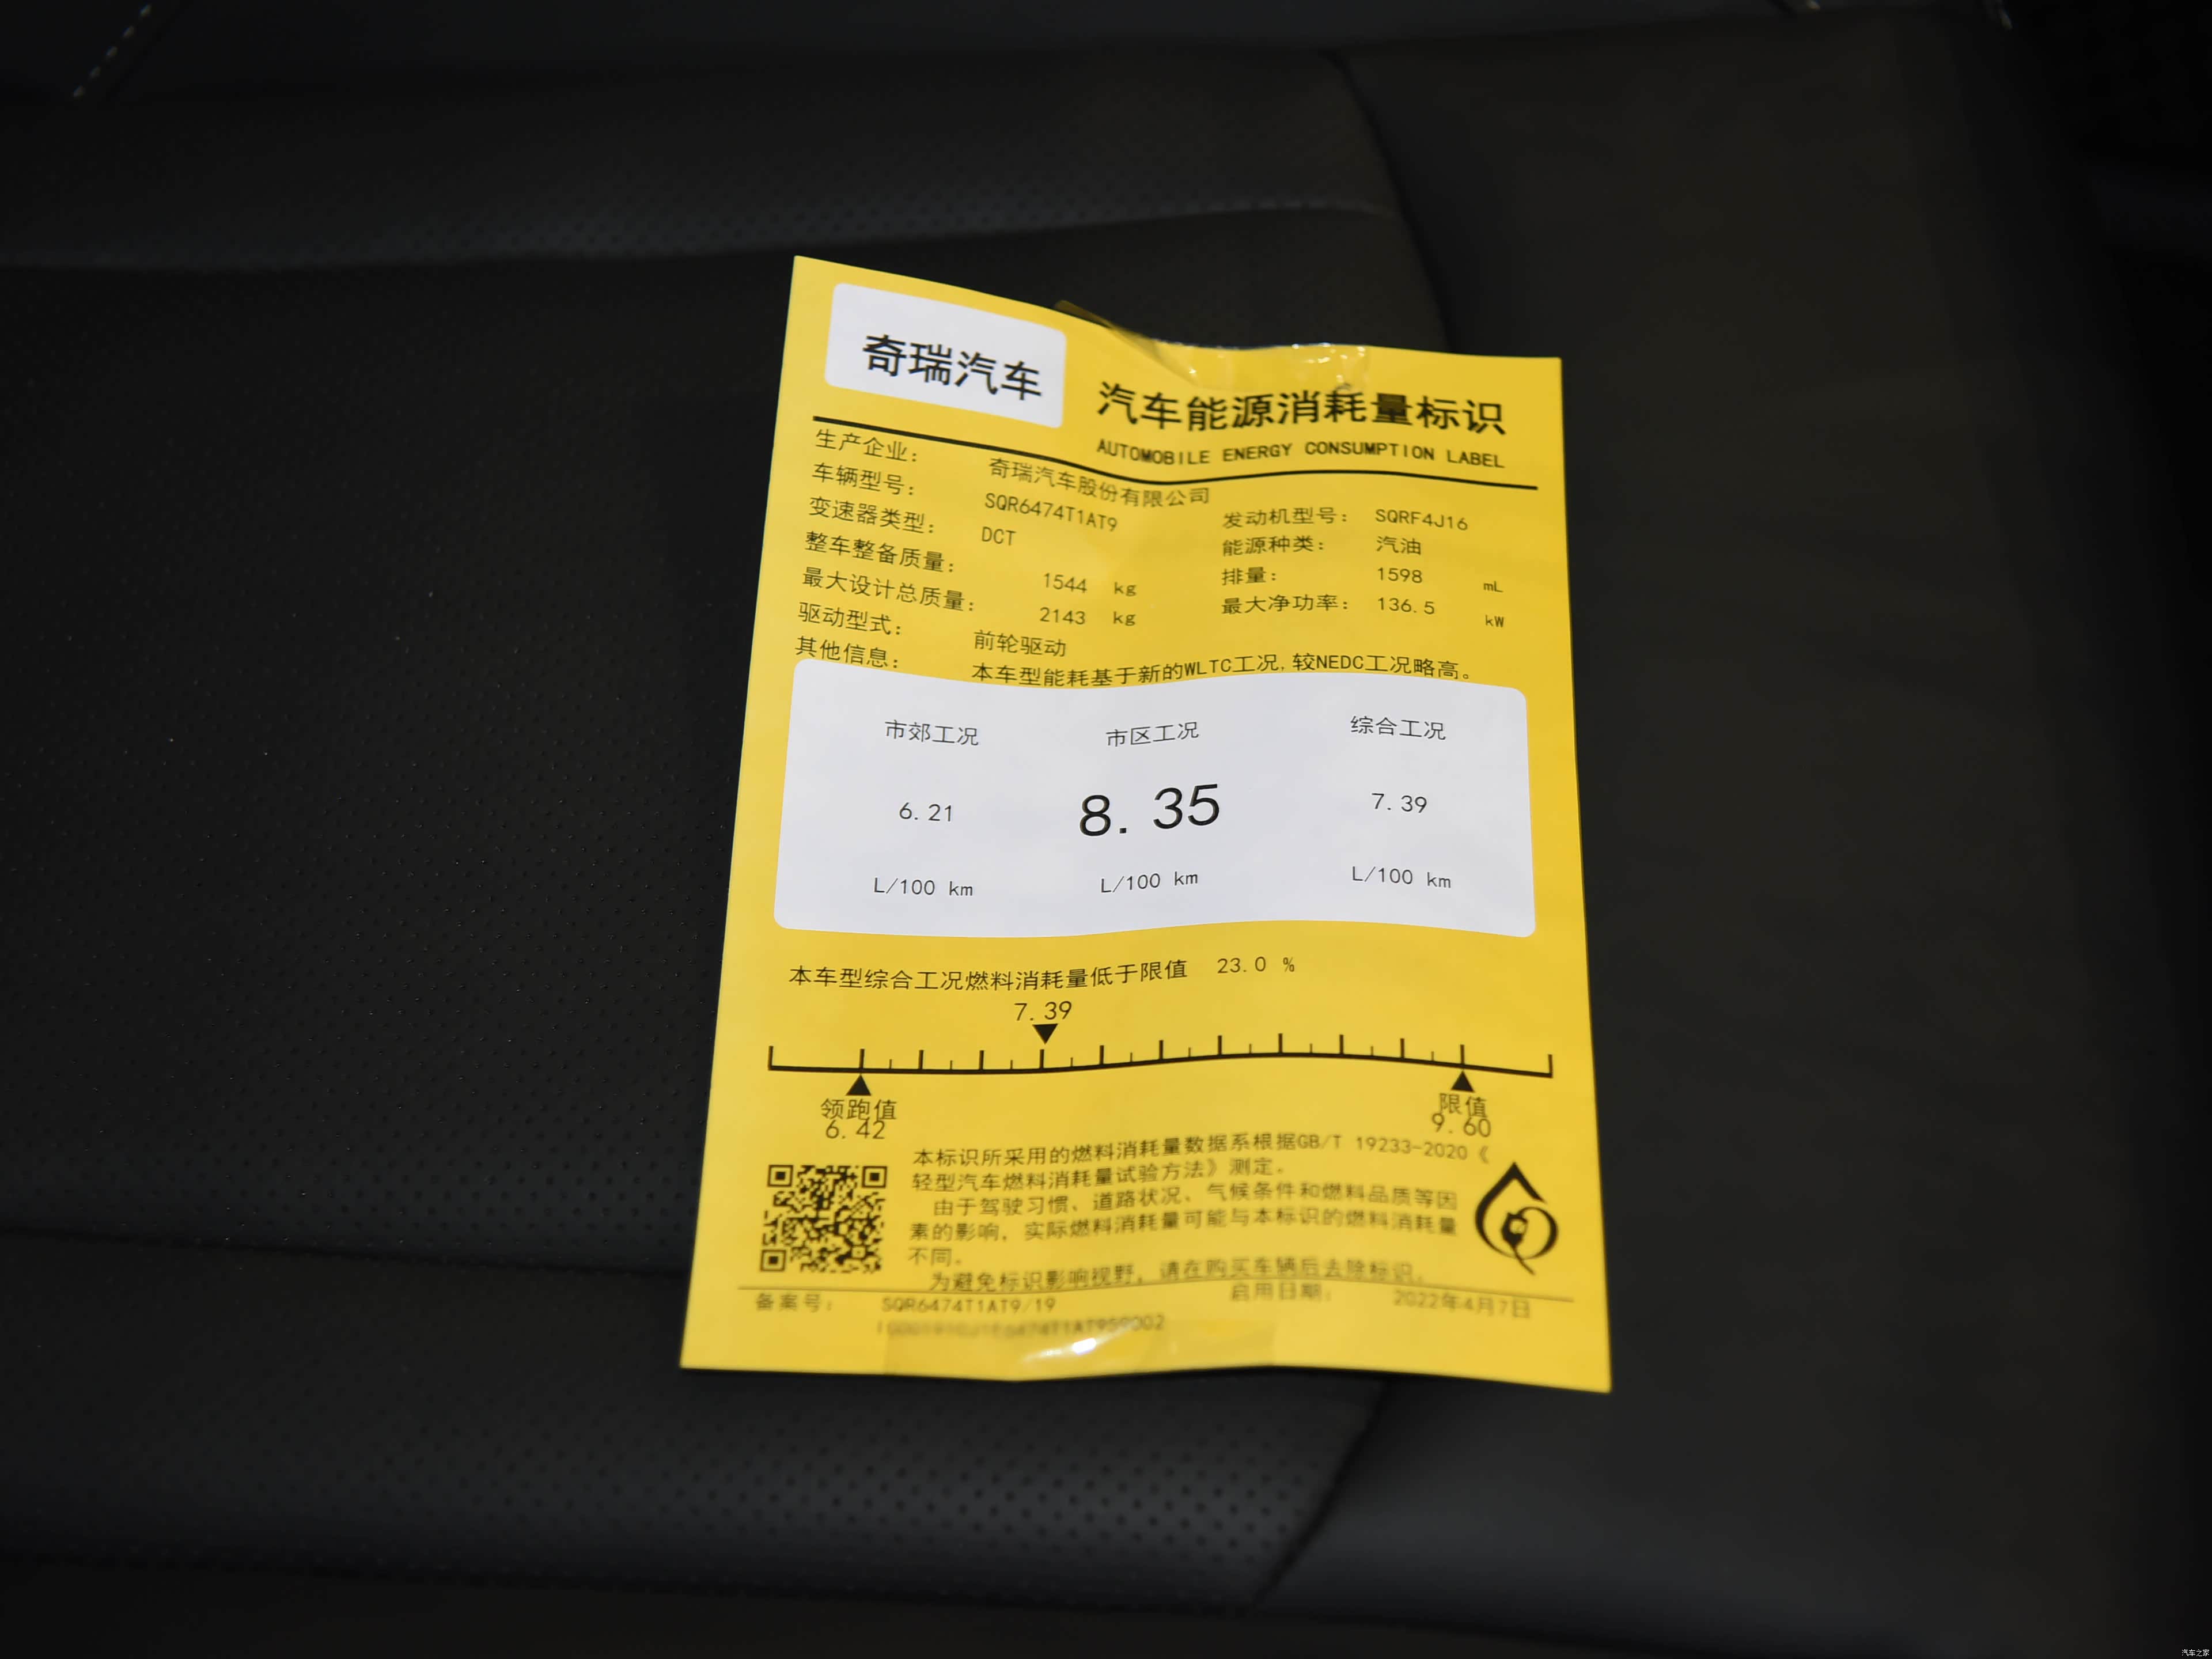 奇瑞汽车
汽车能源消耗量标识
AUTOMOBILE ENERGY CONSUMPTION LABEL
生产企业： 奇瑞汽车股份有限公司
车辆型号： SQR6474T1AT9 发动机型号： SQRF4J16
变速器类型： DCT 能源种类： 汽油
整车整备质量： 1544 kg 排量： 1598 mL
最大设计总质量： 2143 kg 最大净功率： 136.5 kW
驱动型式： 前轮驱动
其他信息： 本车型能耗基于新的WLTC工况,较NEDC工况略高。
市郊工况 市区工况 综合工况
6.21 8.35 7.39
L/100 km L/100 km L/100 km
本车型综合工况燃料消耗量低于限值 23.0 %
7.39
领跑值 限值
6.42 9.60
本标识所采用的燃料消耗量数据系根据GB/T 19233-2020《
轻型汽车燃料消耗量试验方法》测定。
由于驾驶习惯、道路状况、气候条件和燃料品质等因
素的影响，实际燃料消耗量可能与本标识的燃料消耗量
不同。
为避免标识影响视野，请在购买车辆后去除标识。
备案号： SQR6474T1AT9/19 启用日期： 2022年4月7日
汽车之家